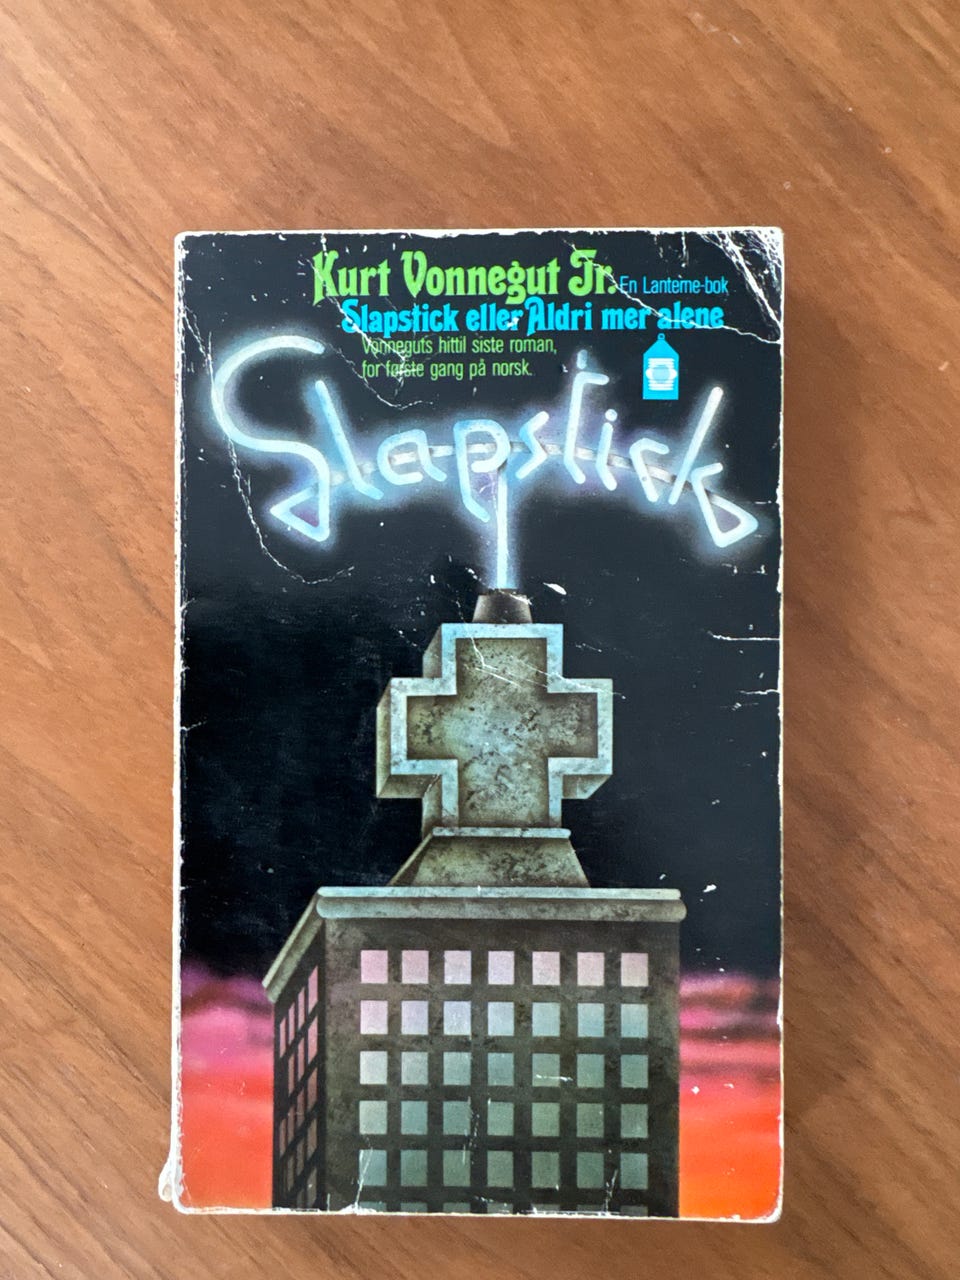 Kurt Vonnegut Jr. En Lanterne-bok
Slapstick eller Aldri mer alene
Vonneguts hittil siste roman,
for første gang på norsk.
Slapstick